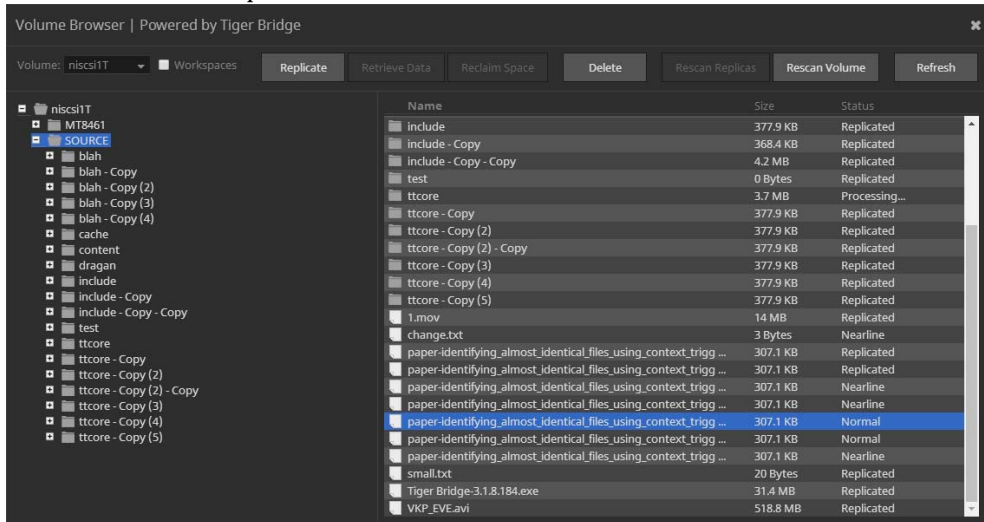 Volume Browser | Powered by Tiger Bridge
Volume: niscsi1T Workspaces Replicate Retrieve Data Reclaim Space Delete Rescan Replicas Rescan Volume Refresh
niscsi1T
MT8461
SOURCE
blah
blah - Copy
blah - Copy (2)
blah - Copy (3)
blah - Copy (4)
cache
content
dragan
include
include - Copy
include - Copy - Copy
test
ttcore
ttcore - Copy
ttcore - Copy (2)
ttcore - Copy (2) - Copy
ttcore - Copy (3)
ttcore - Copy (4)
ttcore - Copy (5)
Name Size Status
include 377.9 KB Replicated
include - Copy 368.4 KB Replicated
include - Copy - Copy 4.2 MB Replicated
test 0 Bytes Replicated
ttcore 3.7 MB Processing...
ttcore - Copy 377.9 KB Replicated
ttcore - Copy (2) 377.9 KB Replicated
ttcore - Copy (2) - Copy 377.9 KB Replicated
ttcore - Copy (3) 377.9 KB Replicated
ttcore - Copy (4) 377.9 KB Replicated
ttcore - Copy (5) 377.9 KB Replicated
1.mov 14 MB Replicated
change.txt 3 Bytes Nearline
paper-identifying_almost_identical_files_using_context_trigg ... 307.1 KB Replicated
paper-identifying_almost_identical_files_using_context_trigg ... 307.1 KB Nearline
paper-identifying_almost_identical_files_using_context_trigg ... 307.1 KB Nearline
paper-identifying_almost_identical_files_using_context_trigg ... 307.1 KB Normal
paper-identifying_almost_identical_files_using_context_trigg ... 307.1 KB Normal
paper-identifying_almost_identical_files_using_context_trigg ... 307.1 KB Nearline
small.txt 20 Bytes Replicated
Tiger Bridge-3.1.8.184.exe 31.4 MB Replicated
VKP_EVE.avi 518.8 MB Replicated